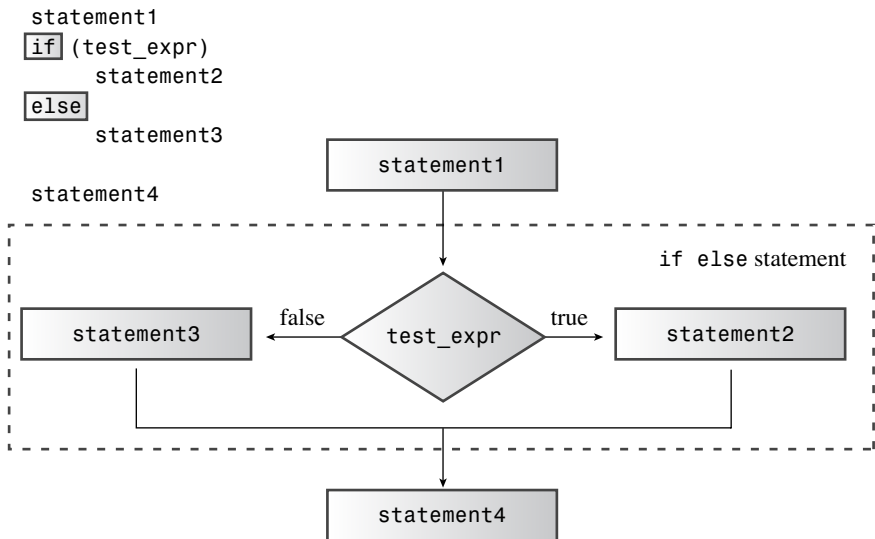 statement1
if (test_expr)
statement2
else
statement3
statement4
statement1
if else statement
statement3
false
test_expr
true
statement2
statement4